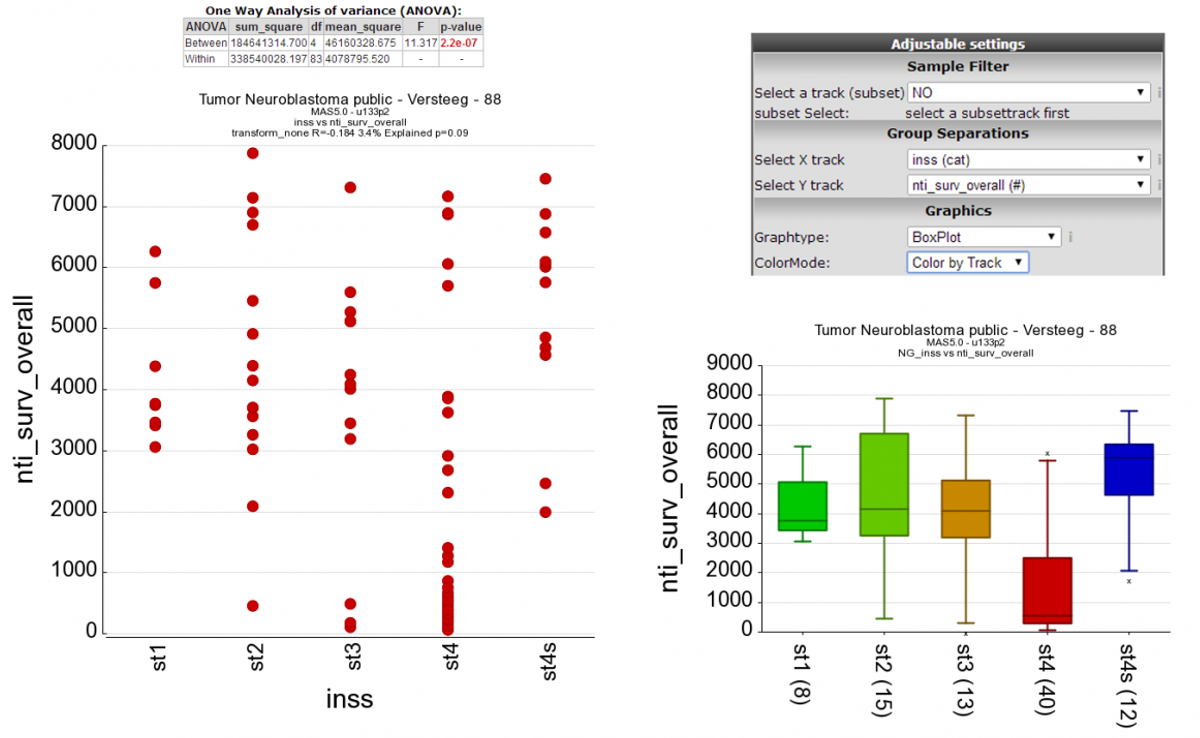 One Way Analysis of variance (ANOVA):
ANOVA sum_square df mean_square F p-value
Between 184641314.700 4 46160328.675 11.317 2.2e-07
Within 338540028.197 83 4078795.520 - -
Tumor Neuroblastoma public - Versteeg - 88
MAS5.0 - u133p2
inss vs nti_surv_overall
transform_none R=-0.184 3.4% Explained p=0.09
8000
7000
6000
5000
4000
3000
2000
1000
0
nti_surv_overall
st1 st2 st3 st4 st4s
inss
Adjustable settings
Sample Filter
Select a track (subset) NO
subset Select: select a subsettrack first
Group Separations
Select X track inss (cat)
Select Y track nti_surv_overall (#)
Graphics
Graphtype: BoxPlot
ColorMode: Color by Track
Tumor Neuroblastoma public - Versteeg - 88
MAS5.0 - u133p2
NG_inss vs nti_surv_overall
9000
8000
7000
6000
5000
4000
3000
2000
1000
0
nti_surv_overall
st1 (8) st2 (15) st3 (13) st4 (40) st4s (12)